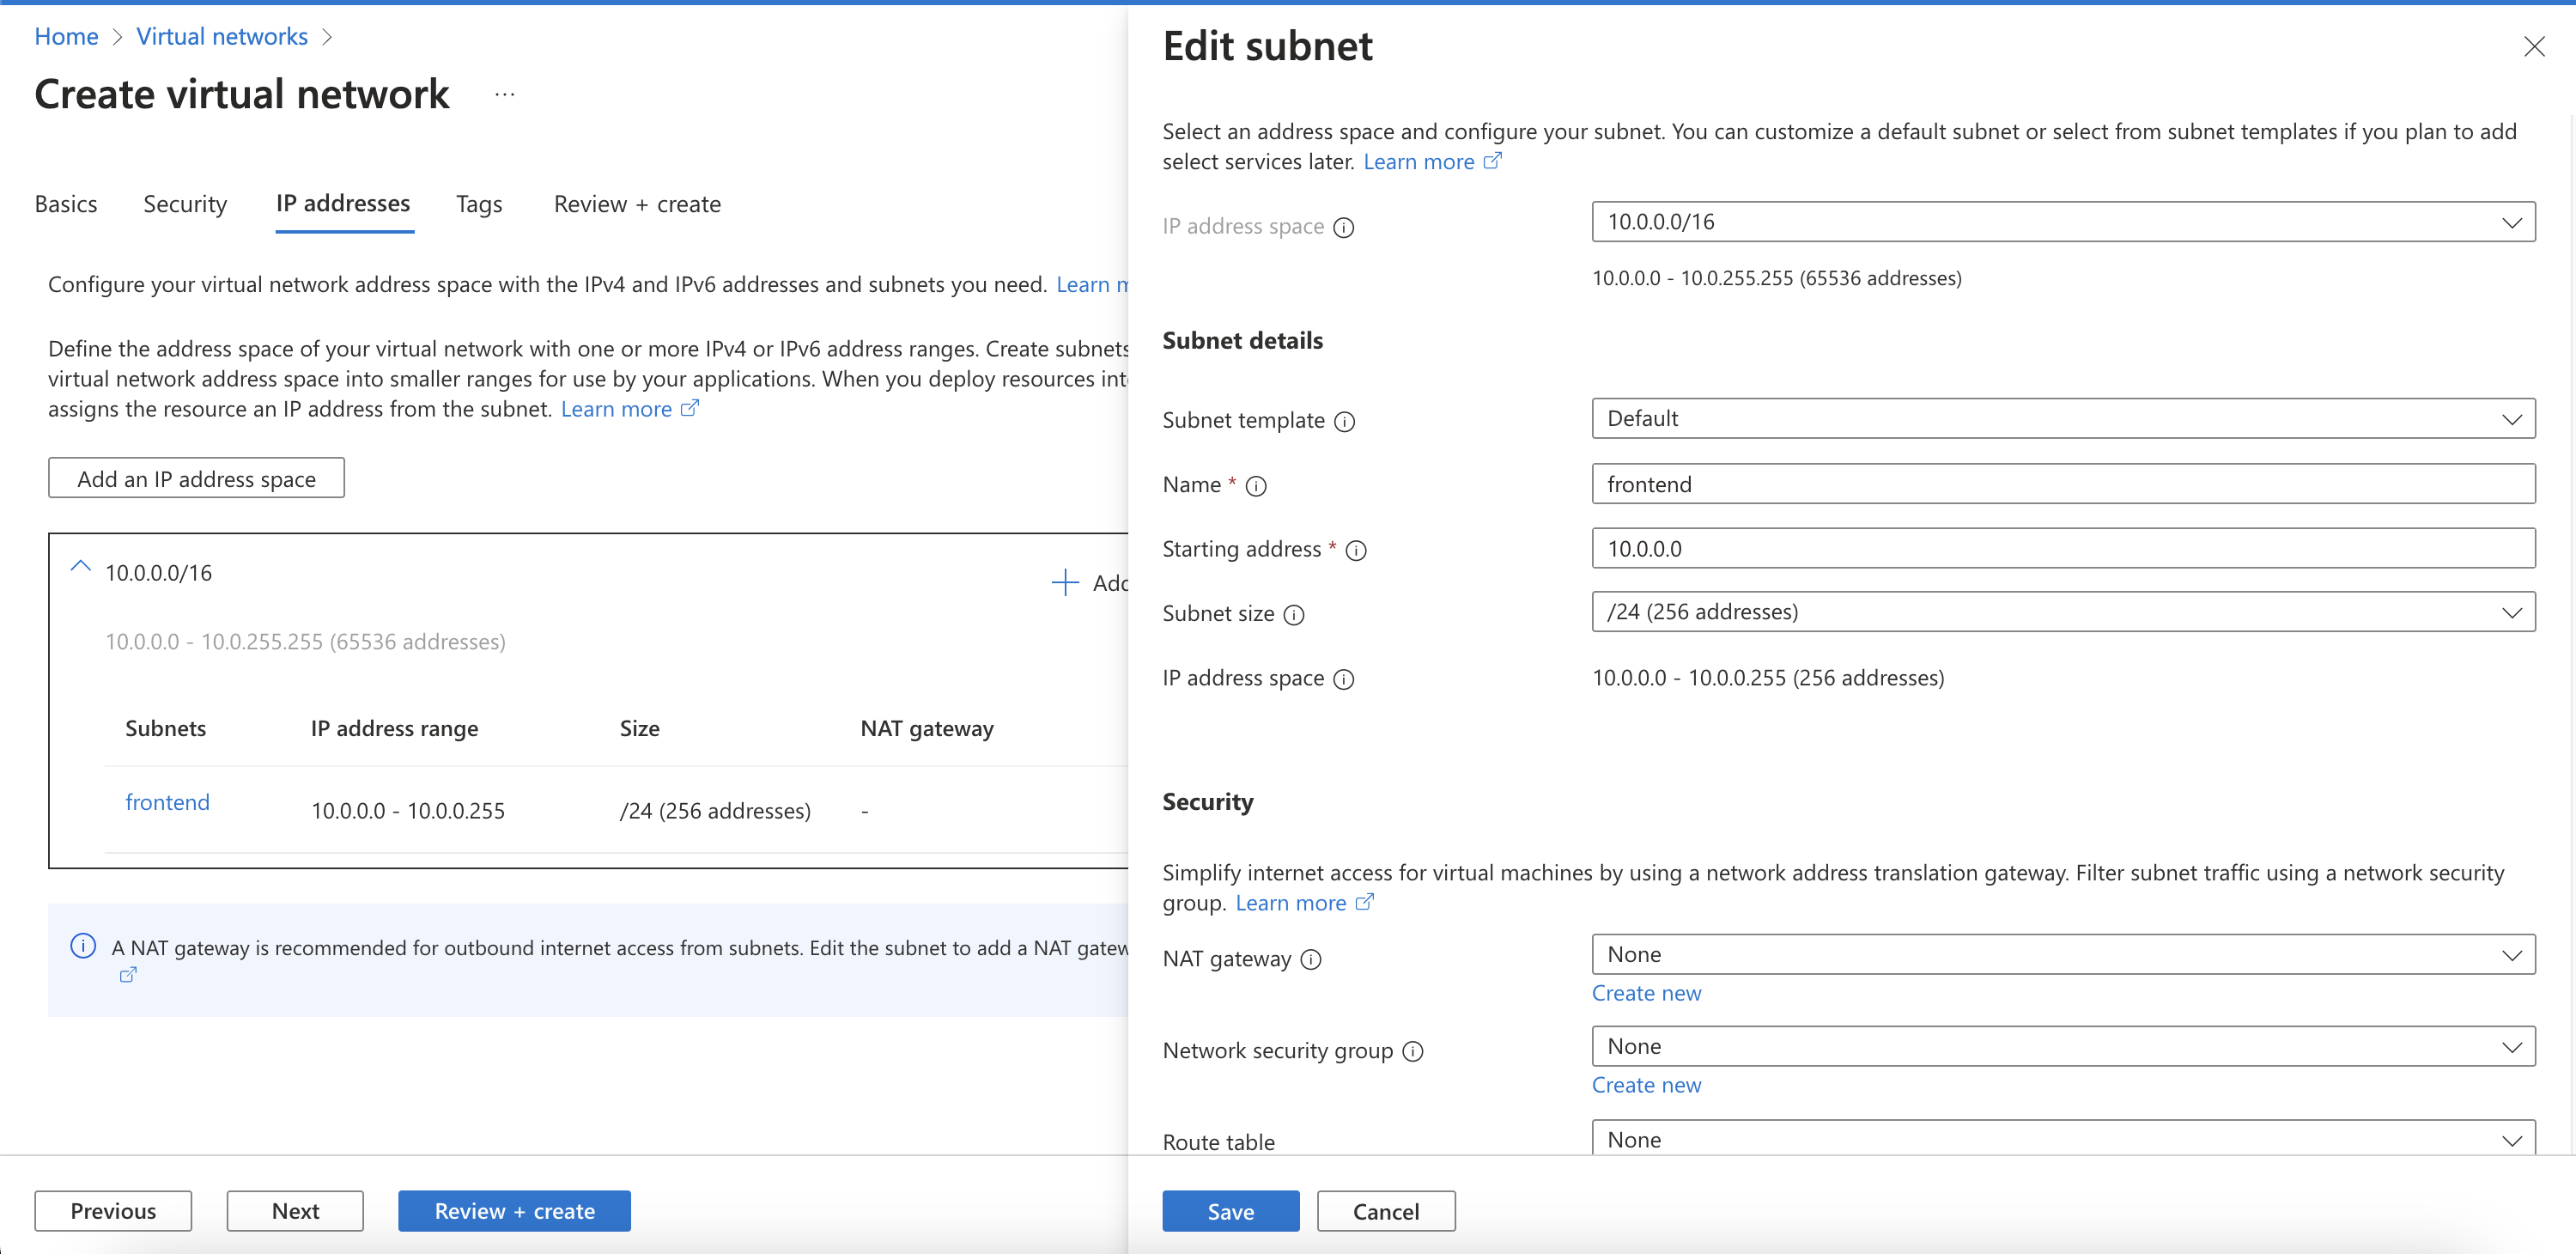 Home > Virtual networks >
Create virtual network ...
Basics Security IP addresses Tags Review + create
Configure your virtual network address space with the IPv4 and IPv6 addresses and subnets you need. Learn
Define the address space of your virtual network with one or more IPv4 or IPv6 address ranges. Create subnets
virtual network address space into smaller ranges for use by your applications. When you deploy resources
assigns the resource an IP address from the subnet. Learn more
Add an IP address space
10.0.0.0/16
10.0.0.0 - 10.0.255.255 (65536 addresses)
Subnets IP address range Size NAT gateway
frontend 10.0.0.0 - 10.0.0.255 /24 (256 addresses) -
A NAT gateway is recommended for outbound internet access from subnets. Edit the subnet to add a NAT
Previous Next Review + create
Edit subnet
Select an address space and configure your subnet. You can customize a default subnet or select from subnet templates if you plan to add
select services later. Learn more
IP address space 10.0.0.0/16
10.0.0.0 - 10.0.255.255 (65536 addresses)
Subnet details
Subnet template Default
Name * frontend
Starting address * 10.0.0.0
Subnet size /24 (256 addresses)
IP address space 10.0.0.0 - 10.0.0.255 (256 addresses)
Security
Simplify internet access for virtual machines by using a network address translation gateway. Filter subnet traffic using a network security
group. Learn more
NAT gateway None
Create new
Network security group None
Create new
Route table None
Save Cancel